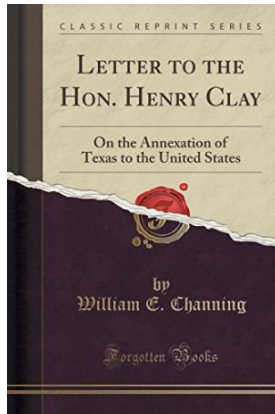 CLASSIC REPRINT SERIES
LETTER TO THE
HON. HENRY CLAY
On the Annexation of
Texas to the United States
by
William E. Channing
Forgotten Books